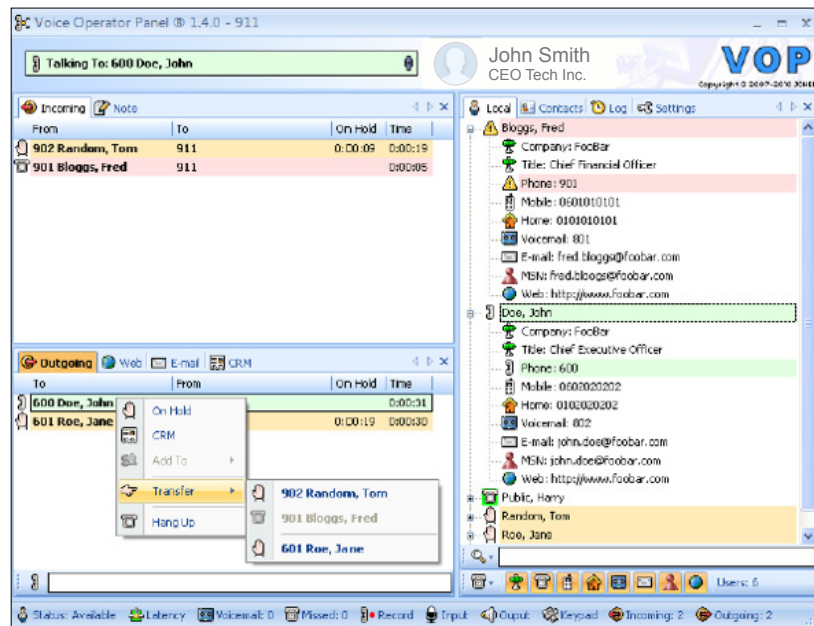 Voice Operator Panel ® 1.4.0 - 911
Talking To: 600 Doe, John
John Smith
CEO Tech Inc.
VOP
Copyright © 2007-2010
Incoming Note
From To On Hold Time
902 Random, Tom 911 0:00:09 0:00:19
901 Bloggs, Fred 911 0:00:05
Outgoing Web E-mail CRM
To From On Hold Time
600 Doe, John 0:00:31
601 Roe, Jane 0:00:19 0:00:30
On Hold
CRM
Add To
Transfer
Hang Up
902 Random, Tom
901 Bloggs, Fred
601 Roe, Jane
Local Contacts Log Settings
Bloggs, Fred
Company: FooBar
Title: Chief Financial Officer
Phone: 901
Mobile: 0601010101
Home: 0101010101
Voicemail: 801
E-mail: fred.bloggs@foobar.com
MSN: fred.bloogs@foobar.com
Web: http://www.foobar.com
Doe, John
Company: FooBar
Title: Chief Executive Officer
Phone: 600
Mobile: 0602020202
Home: 0102020202
Voicemail: 802
E-mail: john.doe@foobar.com
MSN: john.doe@foobar.com
Web: http://www.foobar.com
Public, Harry
Random, Tom
Roo, Jane
Users: 6
Status: Available Latency Voicemail: 0 Missed: 0 Record Input Ouput Keypad Incoming: 2 Outgoing: 2